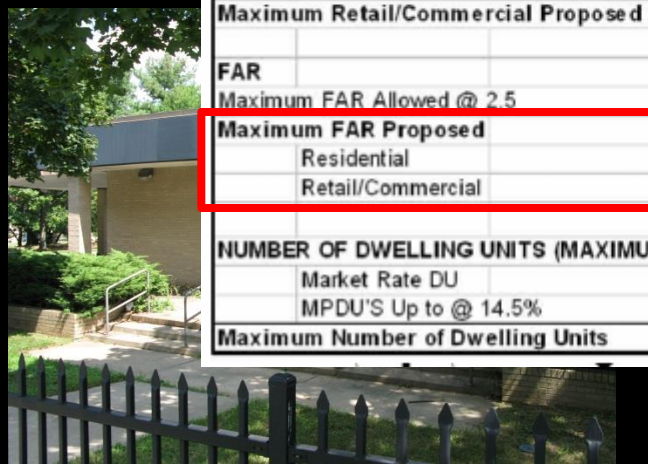 Maximum Retail/Commercial Proposed
FAR
Maximum FAR Allowed @ 2.5
Maximum FAR Proposed
Residential
Retail/Commercial
NUMBER OF DWELLING UNITS (MAXIMU
Market Rate DU
MPDU'S Up to @ 14.5%
Maximum Number of Dwelling Units